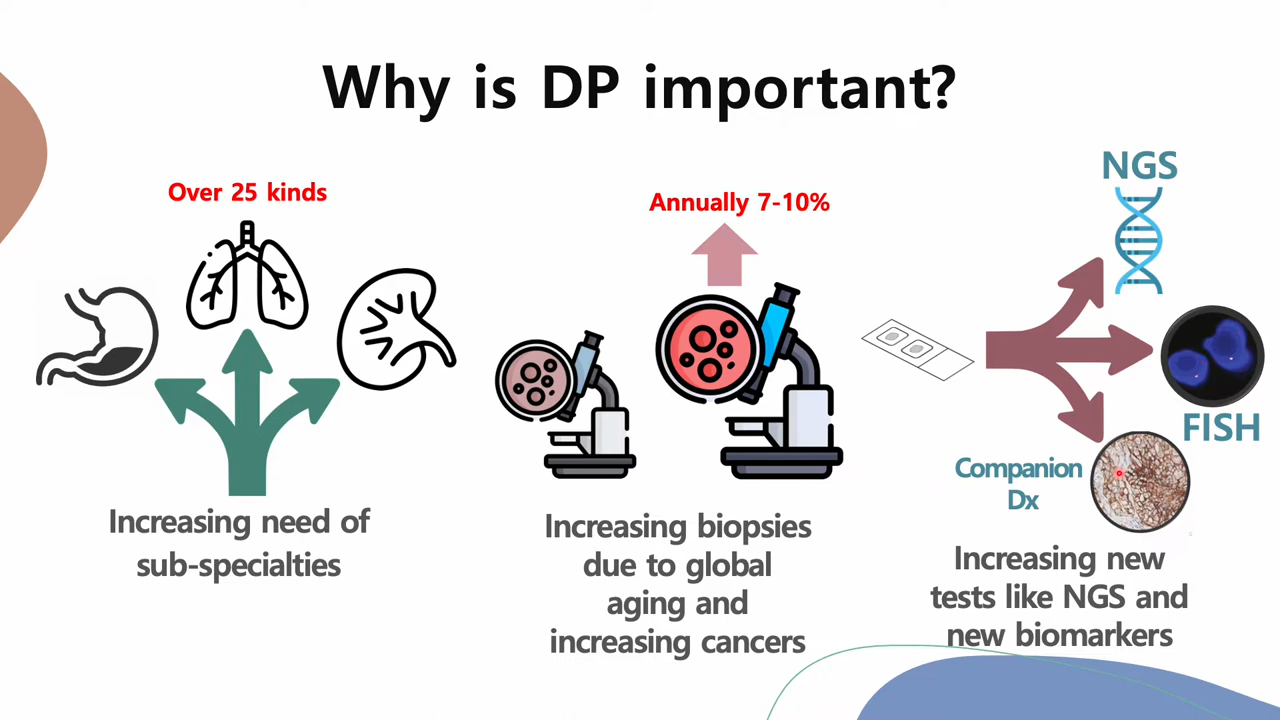 Why is DP important?
Over 25 kinds
Increasing need of
sub-specialties
Annually 7-10%
Increasing biopsies
due to global
aging and
increasing cancers
NGS
FISH
Companion
Dx
Increasing new
tests like NGS and
new biomarkers